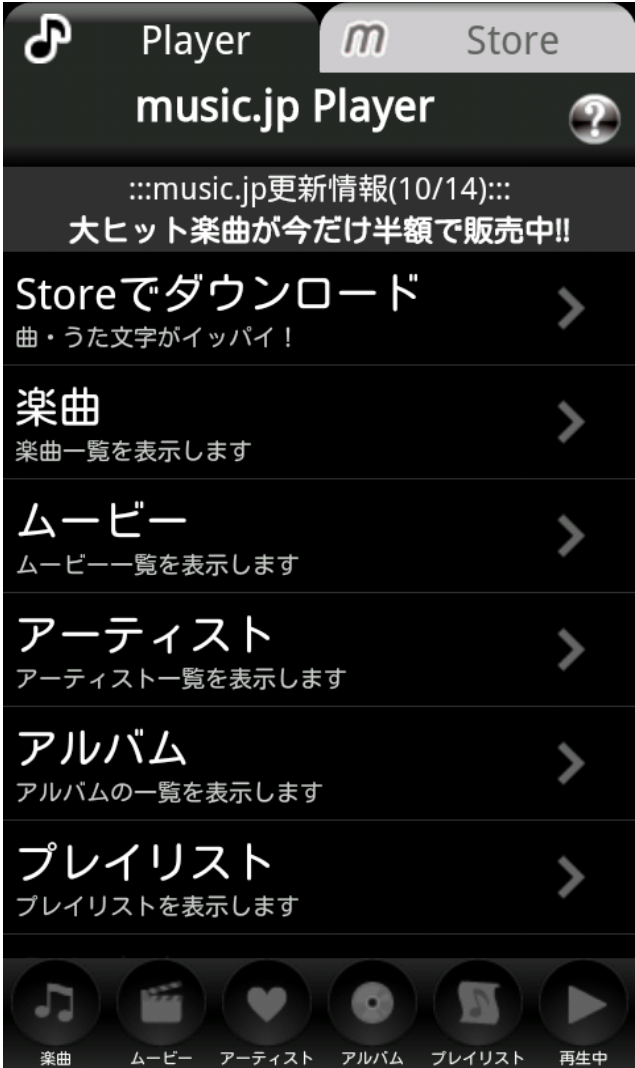 Player
m Store
music.jp Player
?
:::music.jp更新情報(10/14):::
大ヒット楽曲が今だけ半額で販売中!!
Storeでダウンロード
曲・うた文字がイッパイ！
楽曲
楽曲一覧を表示します
ムービー
ムービー一覧を表示します
アーティスト
アーティスト一覧を表示します
アルバム
アルバムの一覧を表示します
プレイリスト
プレイリストを表示します
楽曲 ムービー アーティスト アルバム プレイリスト 再生中